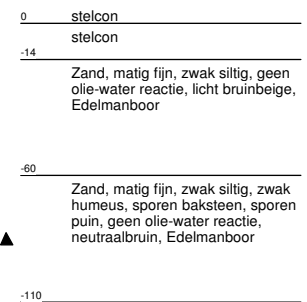 0 stelcon
stelcon
-14
Zand, matig fijn, zwak siltig, geen
olie-water reactie, licht bruinbeige,
Edelmanboor
-60
Zand, matig fijn, zwak siltig, zwak
humeus, sporen baksteen, sporen
puin, geen olie-water reactie,
neutraalbruin, Edelmanboor
-110